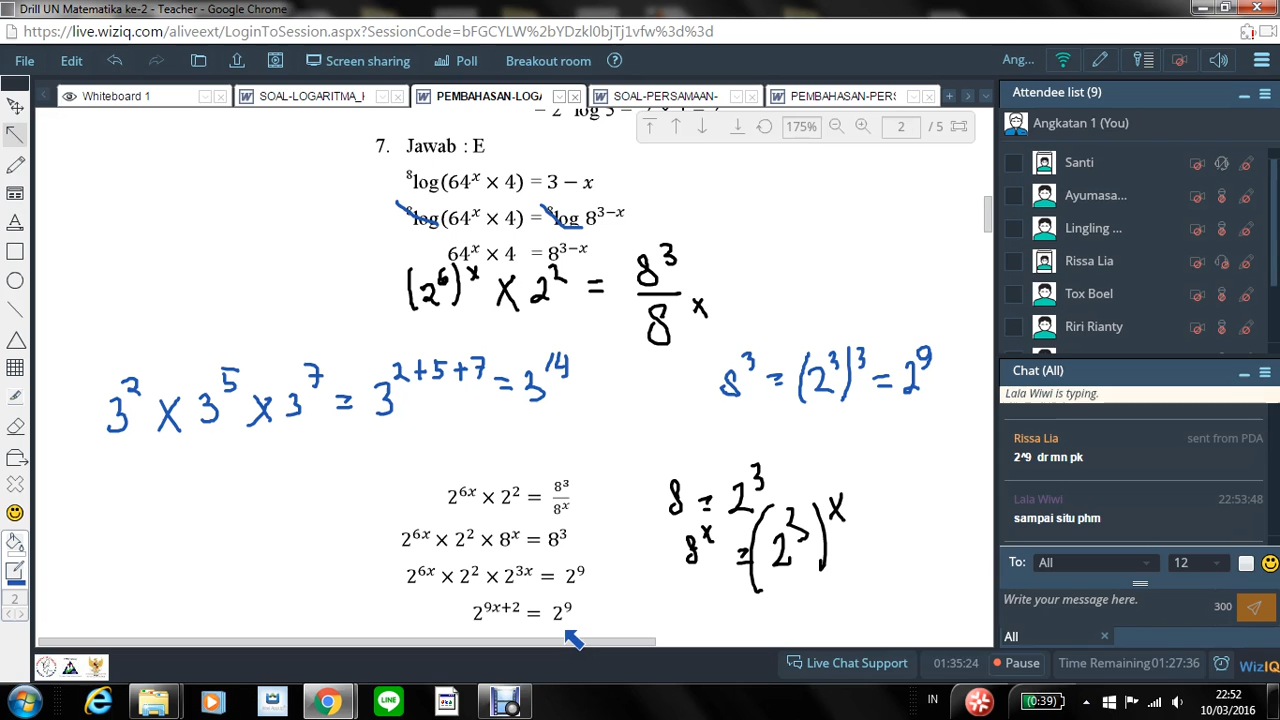 Drill UN Matematika ke-2 - Teacher - Google Chrome
https://live.wiziq.com/aliveext/LoginToSession.aspx?SessionCode=bFGCYLW%2bYDzkl0bjTj1vfw%3d%3d
File Edit Screen sharing Poll Breakout room ? Ang...
Whiteboard 1 SOAL-LOGARITMA_ PEMBAHASAN-LOGA SOAL-PERSAMAAN- PEMBAHASAN-PERS
175% 2 / 5
7. Jawab : E
⁸log(64ˣ × 4) = 3 − x
⁸log(64ˣ × 4) = ⁸log 8³⁻ˣ
64ˣ × 4 = 8³⁻ˣ
(2⁶)ˣ × 2² = 8³/8ˣ
3² × 3⁵ × 3⁷ = 3²⁺⁵⁺⁷ = 3¹⁴
8³ = (2³)³ = 2⁹
2⁶ˣ × 2² = 8³/8ˣ
2⁶ˣ × 2² × 8ˣ = 8³
2⁶ˣ × 2² × 2³ˣ = 2⁹
2⁹ˣ⁺² = 2⁹
8 = 2³
8ˣ = (2³)ˣ
2
Attendee list (9)
Angkatan 1 (You)
Santi
Ayumasa...
Lingling ...
Rissa Lia
Tox Boel
Riri Rianty
Chat (All)
Lala Wiwi is typing.
Rissa Lia sent from PDA
2^9 dr mn pk
Lala Wiwi 22:53:48
sampai situ phm
To: All 12
Write your message here... 300
All
Live Chat Support 01:35:24 Pause Time Remaining 01:27:36 WizIQ
IN (0:39) 22:52
10/03/2016